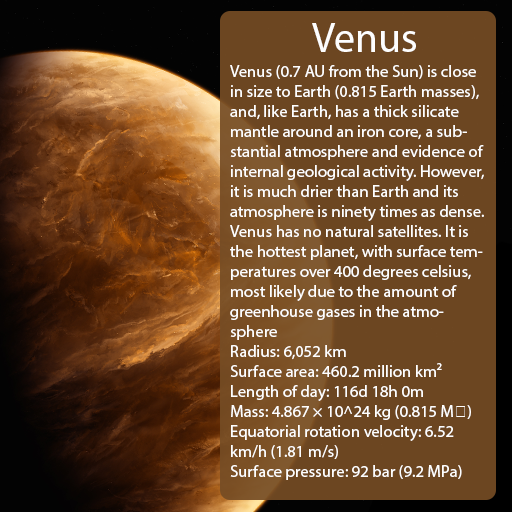 Venus
Venus (0.7 AU from the Sun) is close
in size to Earth (0.815 Earth masses),
and, like Earth, has a thick silicate
mantle around an iron core, a sub-
stantial atmosphere and evidence of
internal geological activity. However,
it is much drier than Earth and its
atmosphere is ninety times as dense.
Venus has no natural satellites. It is
the hottest planet, with surface tem-
peratures over 400 degrees celsius,
most likely due to the amount of
greenhouse gases in the atmo-
sphere
Radius: 6,052 km
Surface area: 460.2 million km²
Length of day: 116d 18h 0m
Mass: 4.867 × 10^24 kg (0.815 M□)
Equatorial rotation velocity: 6.52
km/h (1.81 m/s)
Surface pressure: 92 bar (9.2 MPa)